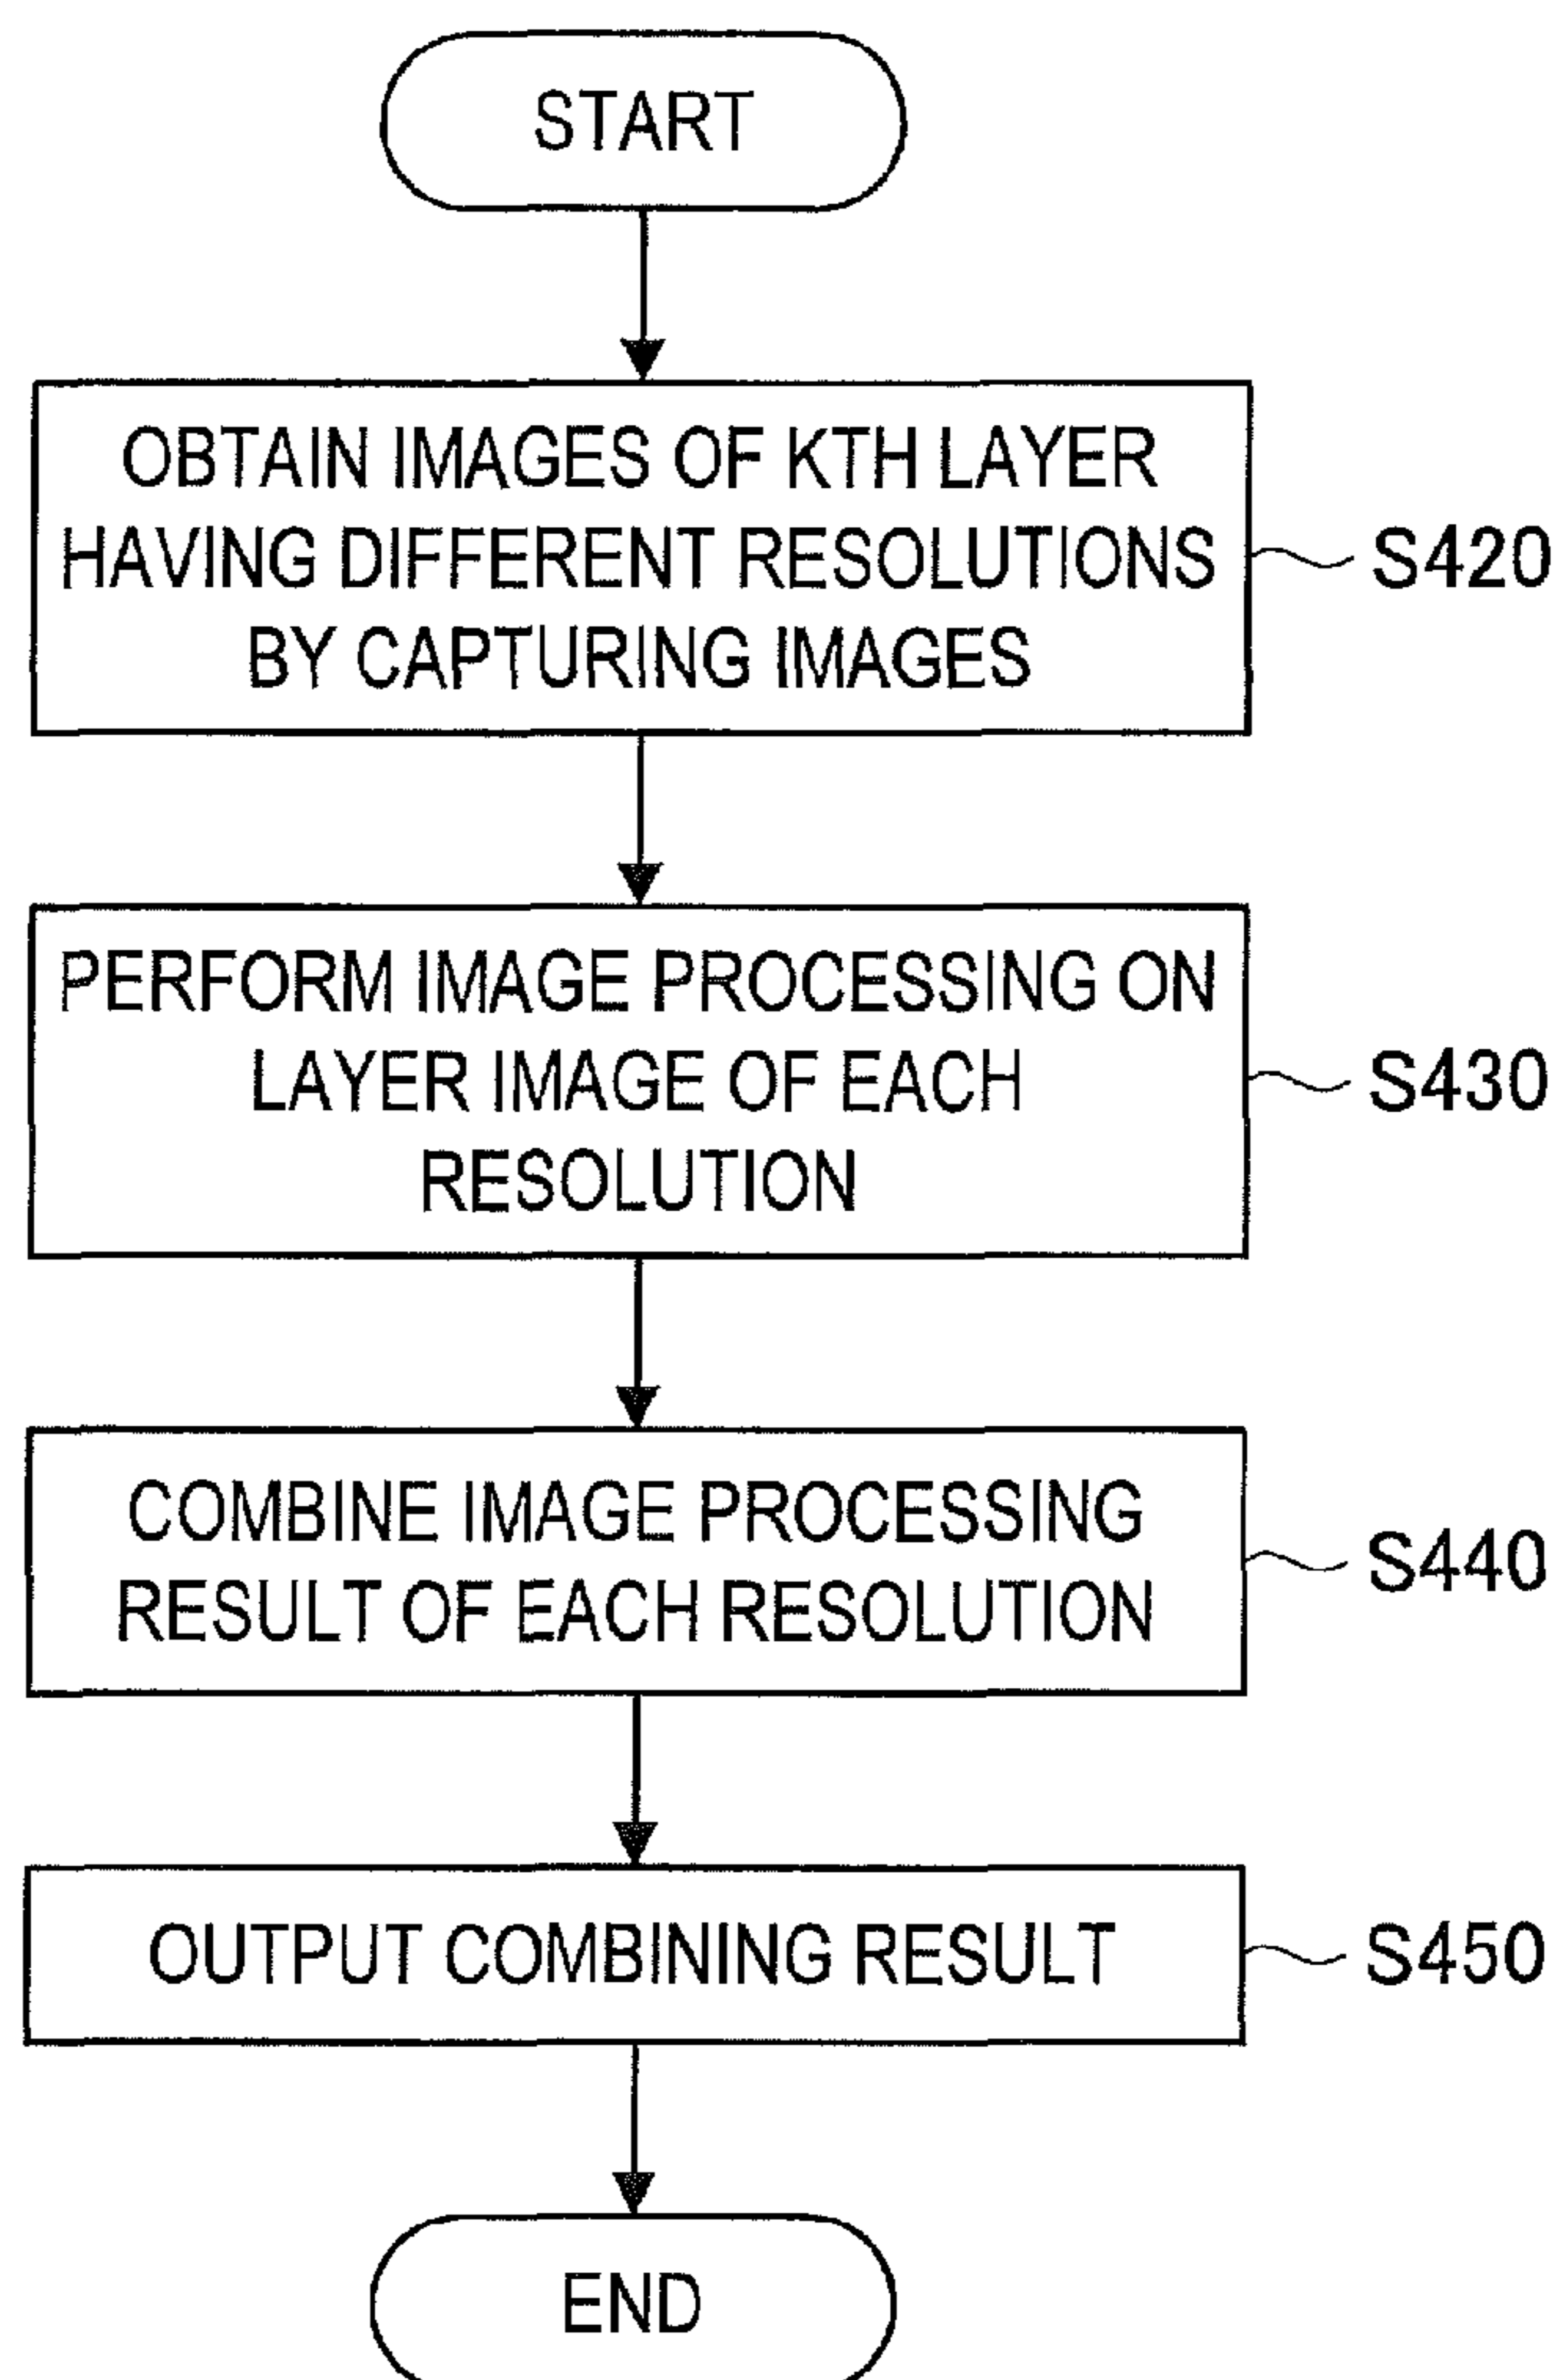 START
OBTAIN IMAGES OF KTH LAYER
HAVING DIFFERENT RESOLUTIONS
BY CAPTURING IMAGES
S420
PERFORM IMAGE PROCESSING ON
LAYER IMAGE OF EACH
RESOLUTION
S430
COMBINE IMAGE PROCESSING
RESULT OF EACH RESOLUTION
S440
OUTPUT COMBINING RESULT
S450
END